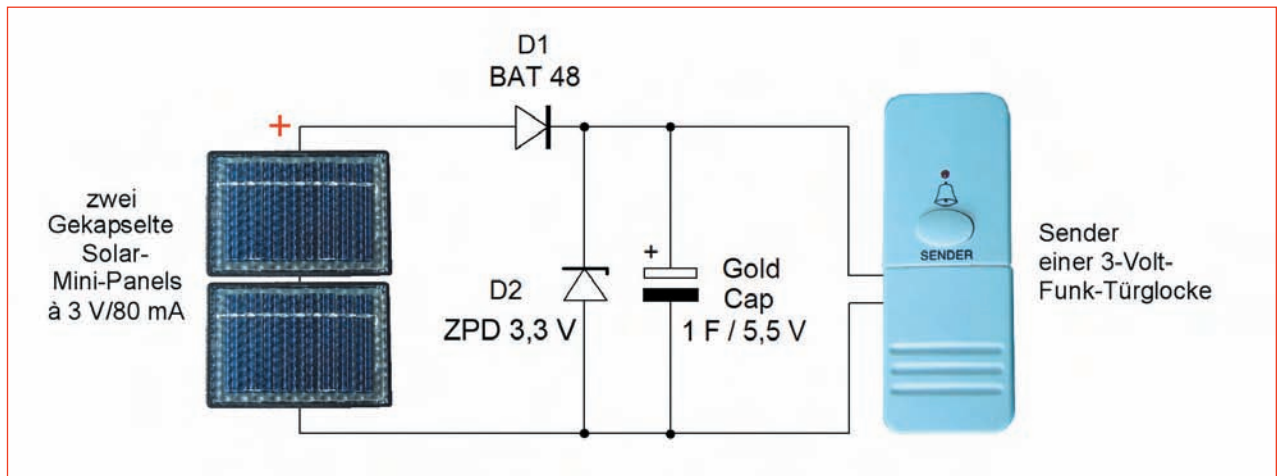 D1
BAT 48
+
zwei
Gekapselte
Solar-
Mini-Panels
à 3 V/80 mA
D2
ZPD 3,3 V
+
Gold
Cap
1 F / 5,5 V
SENDER
Sender
einer 3-Volt-
Funk-Türglocke